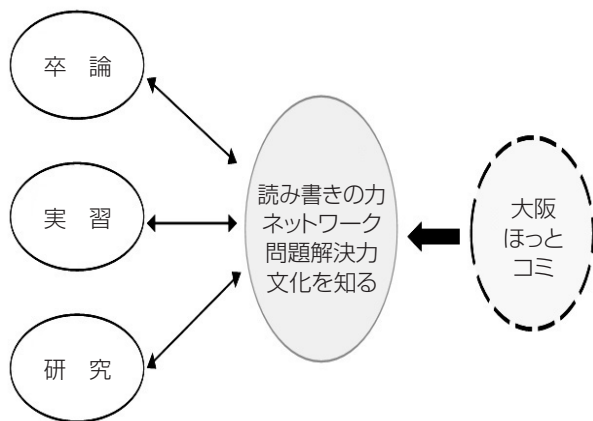 卒　論
実　習
研　究
読み書きの力
ネットワーク
問題解決力
文化を知る
大阪
ほっと
コミ